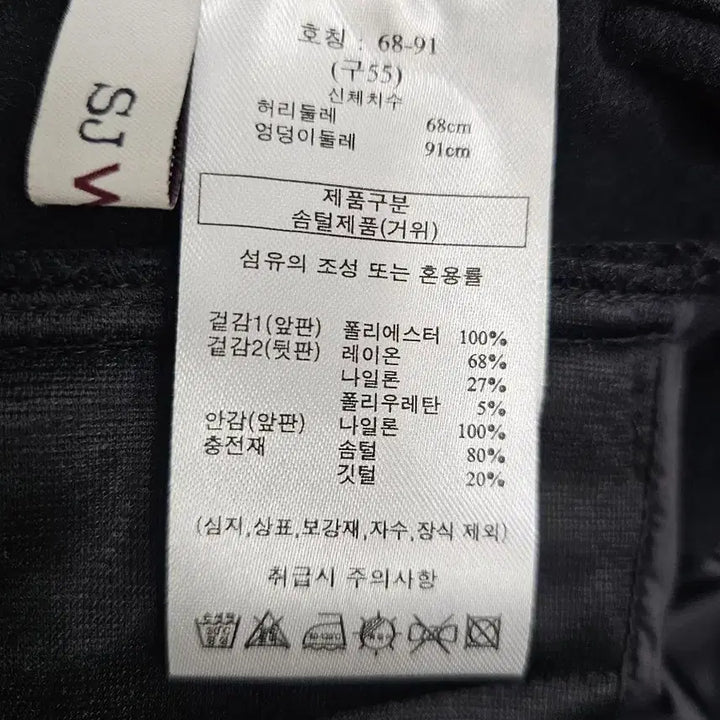 SJ W
호칭 : 68-91
(구55)
신체치수
허리둘레 68cm
엉덩이둘레 91cm
제품구분
솜털제품(거위)
섬유의 조성 또는 혼용률
겉감1(앞판) 폴리에스터 100%
겉감2(뒷판) 레이온 68%
나일론 27%
폴리우레탄 5%
안감(앞판) 나일론 100%
충전재 솜털 80%
깃털 20%
(심지,상표,보강재,자수,장식 제외)
취급시 주의사항
손세탁
30℃